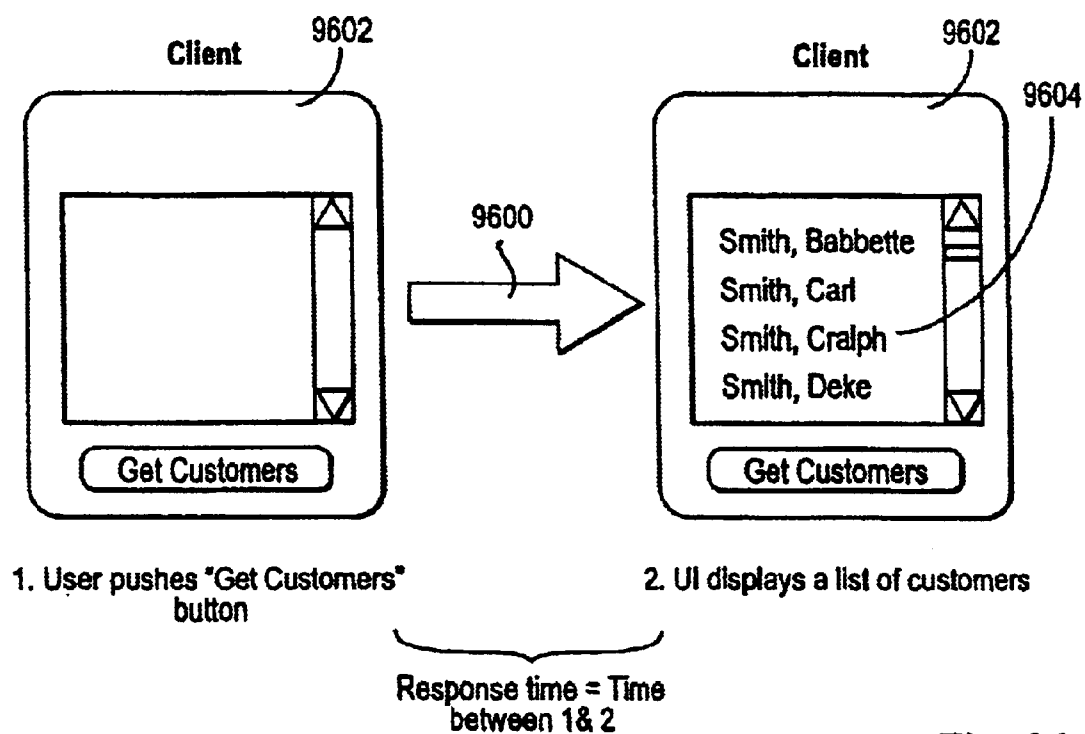 Client
9602
Client
9602
9604
9600
Smith, Babbette
Smith, Carl
Smith, Cralph
Smith, Deke
Get Customers
Get Customers
1. User pushes "Get Customers"
button
2. UI displays a list of customers
Response time = Time
between 1& 2